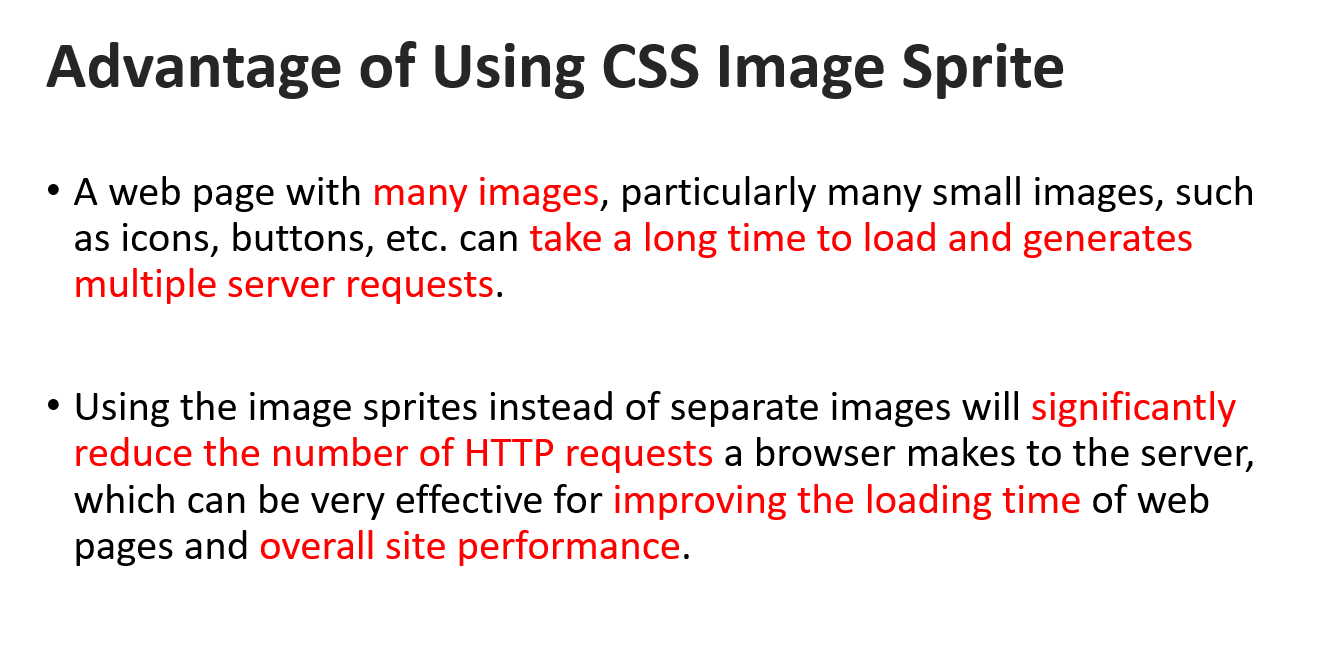 Advantage of Using CSS Image Sprite
• A web page with many images, particularly many small images, such
as icons, buttons, etc. can take a long time to load and generates
multiple server requests.
• Using the image sprites instead of separate images will significantly
reduce the number of HTTP requests a browser makes to the server,
which can be very effective for improving the loading time of web
pages and overall site performance.